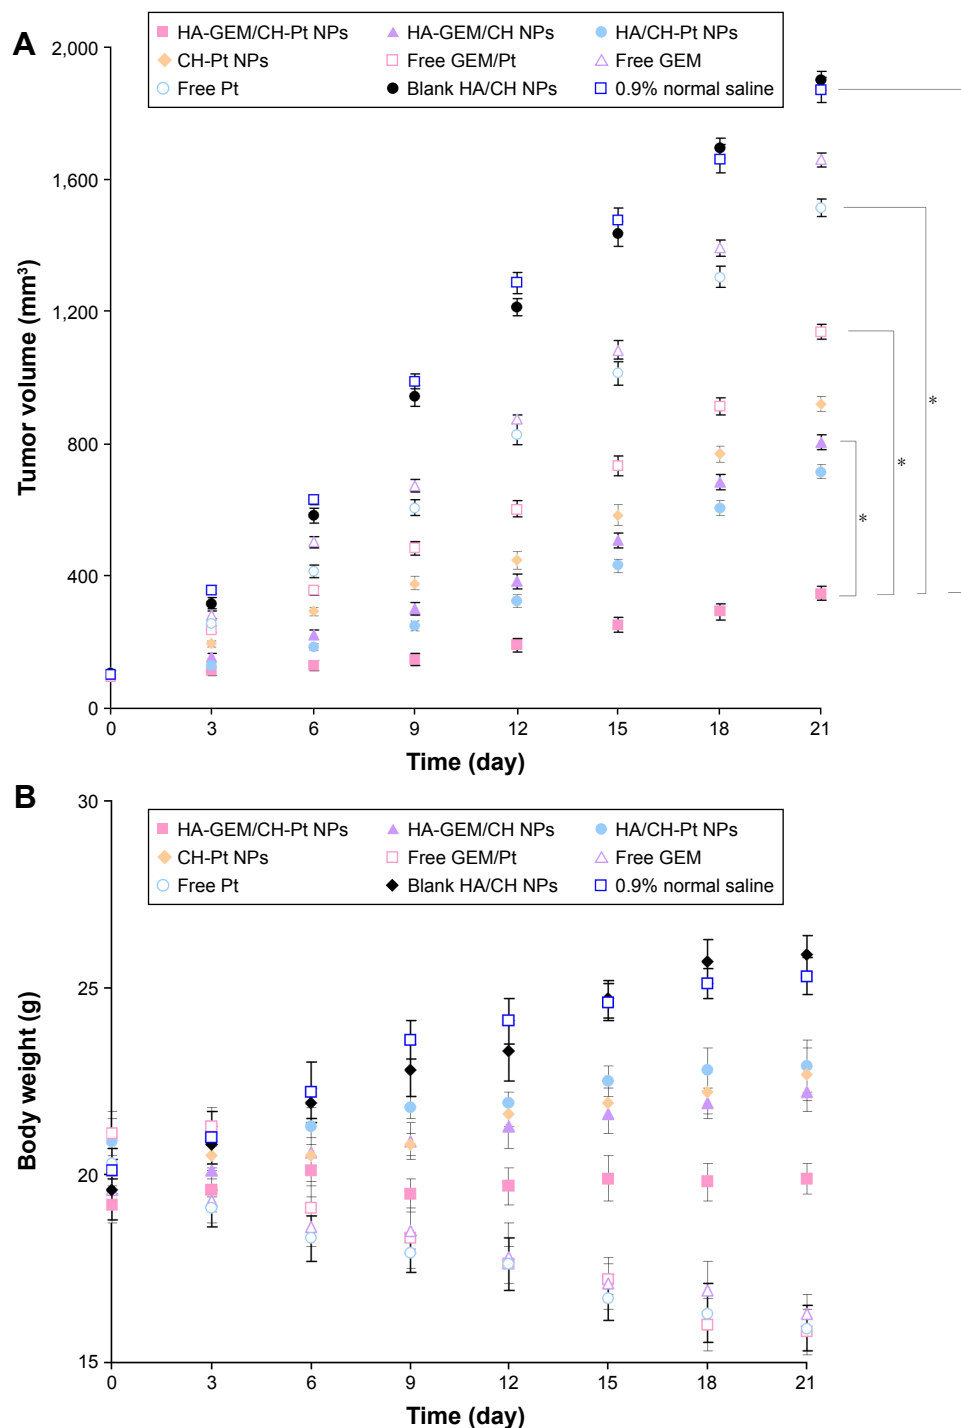 A
HA-GEM/CH-Pt NPs HA-GEM/CH NPs HA/CH-Pt NPs
CH-Pt NPs Free GEM/Pt Free GEM
Free Pt Blank HA/CH NPs 0.9% normal saline
2,000
1,600
1,200
800
400
0
Tumor volume (mm³)
*
*
*
0 3 6 9 12 15 18 21
Time (day)
B
HA-GEM/CH-Pt NPs HA-GEM/CH NPs HA/CH-Pt NPs
CH-Pt NPs Free GEM/Pt Free GEM
Free Pt Blank HA/CH NPs 0.9% normal saline
30
25
20
15
Body weight (g)
0 3 6 9 12 15 18 21
Time (day)